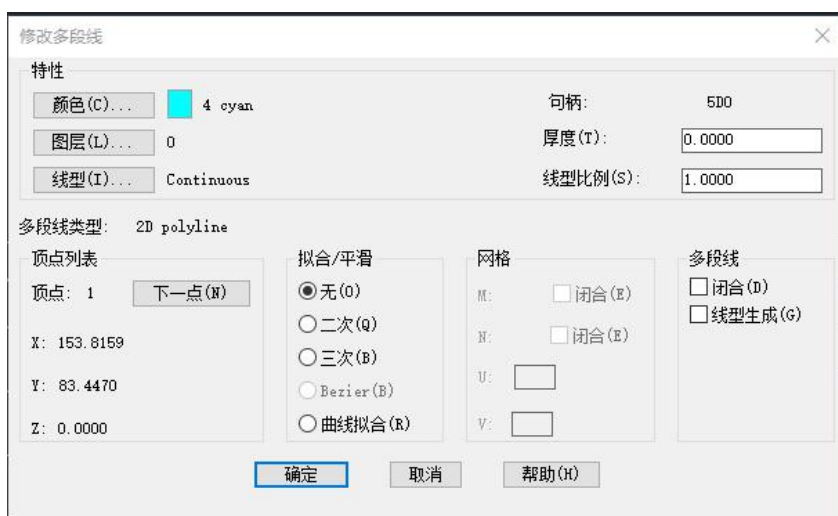 修改多段线
特性
颜色(C)... 4 cyan 句柄: 5D0
图层(L)... 0 厚度(T): 0.0000
线型(I)... Continuous 线型比例(S): 1.0000
多段线类型: 2D polyline
顶点列表
顶点: 1 下一点(N)
X: 153.8159
Y: 83.4470
Z: 0.0000
拟合/平滑
无(O)
二次(Q)
三次(B)
Bezier(B)
曲线拟合(R)
网格
M: 闭合(E)
N: 闭合(E)
U:
V:
多段线
闭合(D)
线型生成(G)
确定 取消 帮助(H)